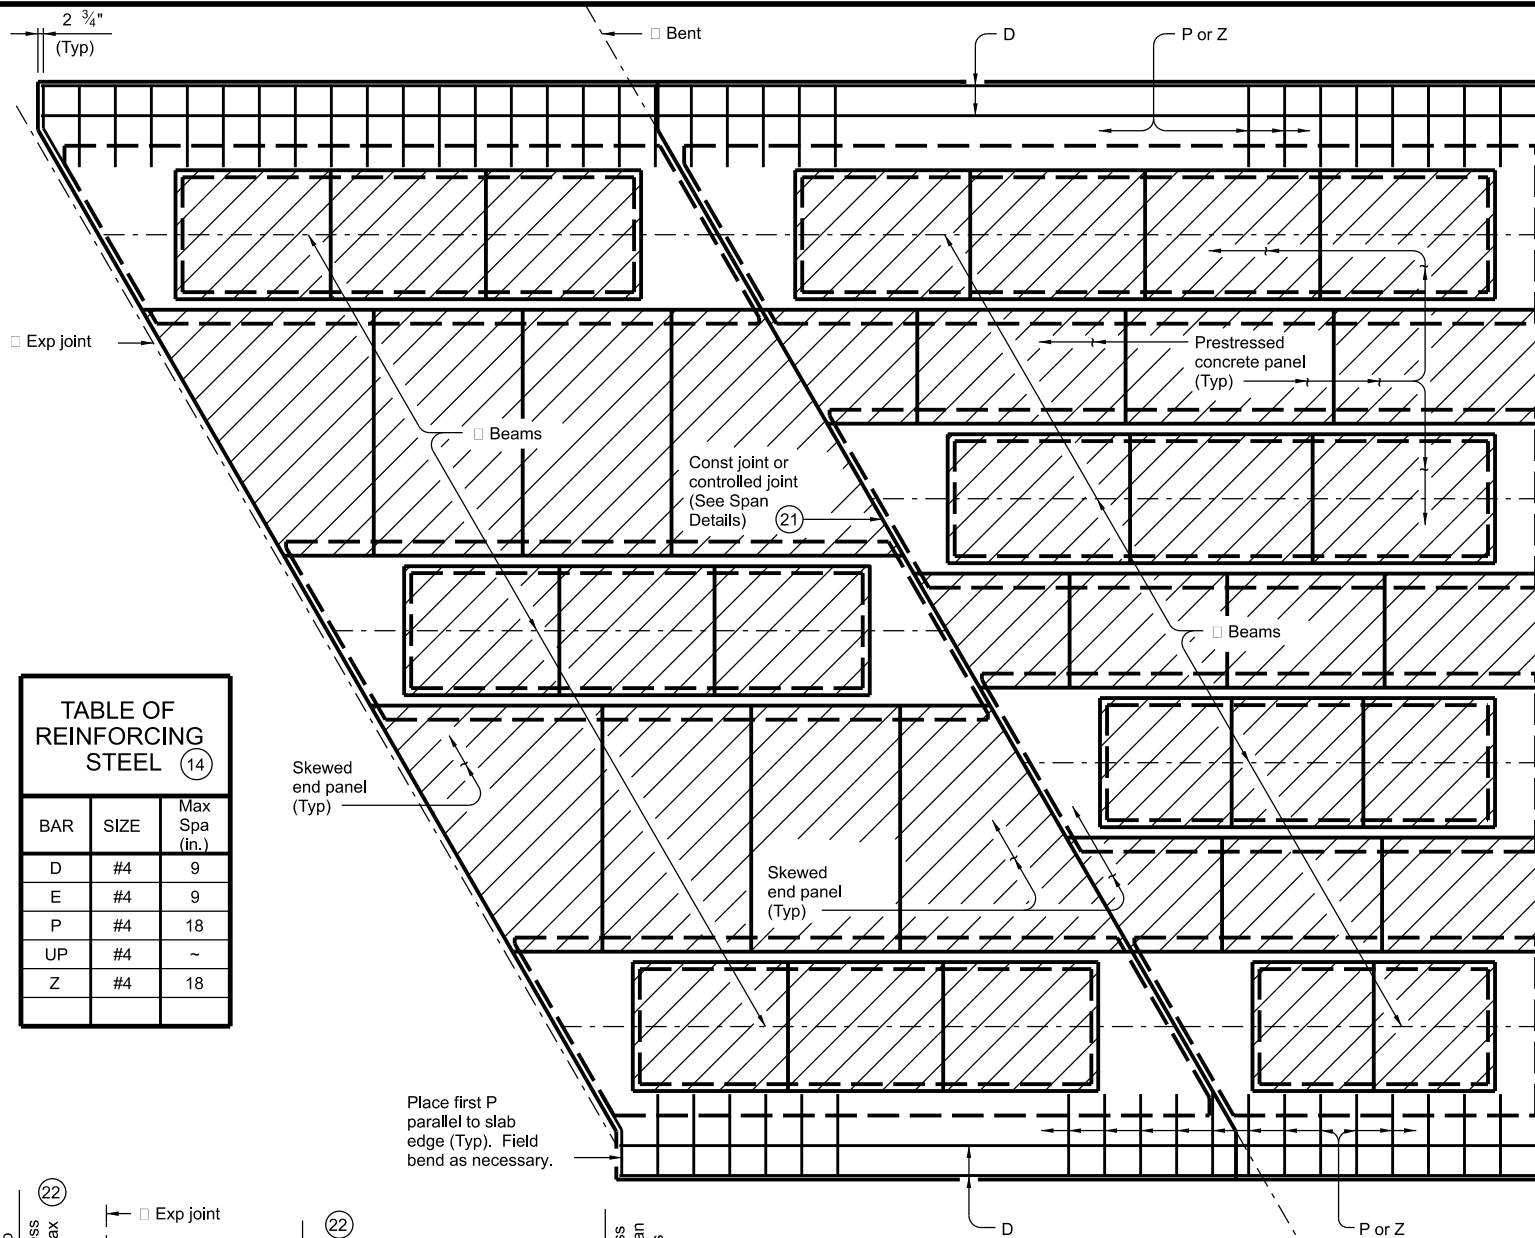 2 ¾"
(Typ)
Bent
D
P or Z
Exp joint
Prestressed
concrete panel
(Typ)
Beams
Const joint or
controlled joint
(See Span
Details) 21
Beams
TABLE OF
REINFORCING
STEEL 14
BAR SIZE Max Spa (in.)
D #4 9
E #4 9
P #4 18
UP #4 ~
Z #4 18
Skewed
end panel
(Typ)
Skewed
end panel
(Typ)
Place first P
parallel to slab
edge (Typ). Field
bend as necessary.
22
Exp joint
22
D
P or Z